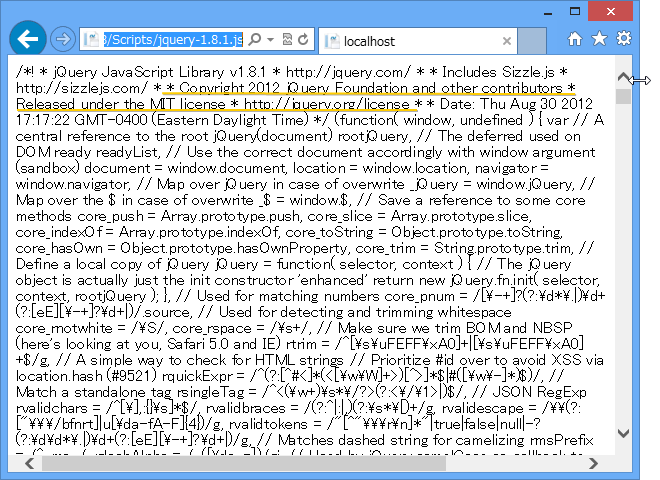 3/Scripts/jquery-1.8.1.js
localhost
/*! * jQuery JavaScript Library v1.8.1 * http://jquery.com/ * * Includes Sizzle.js *
http://sizzlejs.com/ * * Copyright 2012 jQuery Foundation and other contributors *
Released under the MIT license * http://jquery.org/license * * Date: Thu Aug 30 2012
17:17:22 GMT-0400 (Eastern Daylight Time) */ (function( window, undefined ) { var // A
central reference to the root jQuery(document) rootjQuery, // The deferred used on
DOM ready readyList, // Use the correct document accordingly with window argument
(sandbox) document = window.document, location = window.location, navigator =
window.navigator, // Map over jQuery in case of overwrite _jQuery = window.jQuery, //
Map over the $ in case of overwrite _$ = window.$, // Save a reference to some core
methods core_push = Array.prototype.push, core_slice = Array.prototype.slice,
core_indexOf = Array.prototype.indexOf, core_toString = Object.prototype.toString,
core_hasOwn = Object.prototype.hasOwnProperty, core_trim = String.prototype.trim, //
Define a local copy of jQuery jQuery = function( selector, context ) { // The jQuery
object is actually just the init constructor 'enhanced' return new jQuery.fn.init( selector,
context, rootjQuery ); }, // Used for matching numbers core_pnum = /[¥-+]?(?:¥d*¥.|)¥d+
(?:[eE][¥-+]?¥d+|)/.source, // Used for detecting and trimming whitespace
core_rnotwhite = /¥S/, core_rspace = /¥s+/, // Make sure we trim BOM and NBSP
(here's looking at you, Safari 5.0 and IE) rtrim = /^[¥s¥uFEFF¥xA0]+|[¥s¥uFEFF¥xA0]
+$/g, // A simple way to check for HTML strings // Prioritize #id over to avoid XSS via
location.hash (#9521) rquickExpr = /^(?:[^#<]*(<[¥w¥W]+>)[^>]*$|#([¥w¥-]*)$)/, //
Match a standalone tag rsingleTag = /^<(¥w+)¥s*¥/?>(?:<¥/¥1>|)$/, // JSON RegExp
rvalidchars = /^[¥],:{}¥s]*$/, rvalidbraces = /(?:^|:|,)(?:¥s*¥[)+/g, rvalidescape = /¥¥(?:
["¥¥¥/bfnrt]|u[¥da-fA-F]{4})/g, rvalidtokens = /"[^"¥¥¥r¥n]*"|true|false|null|-?
(?:¥d¥d*¥.|)¥d+(?:[eE][¥-+]?¥d+|)/g, // Matches dashed string for camelizing rmsPrefix